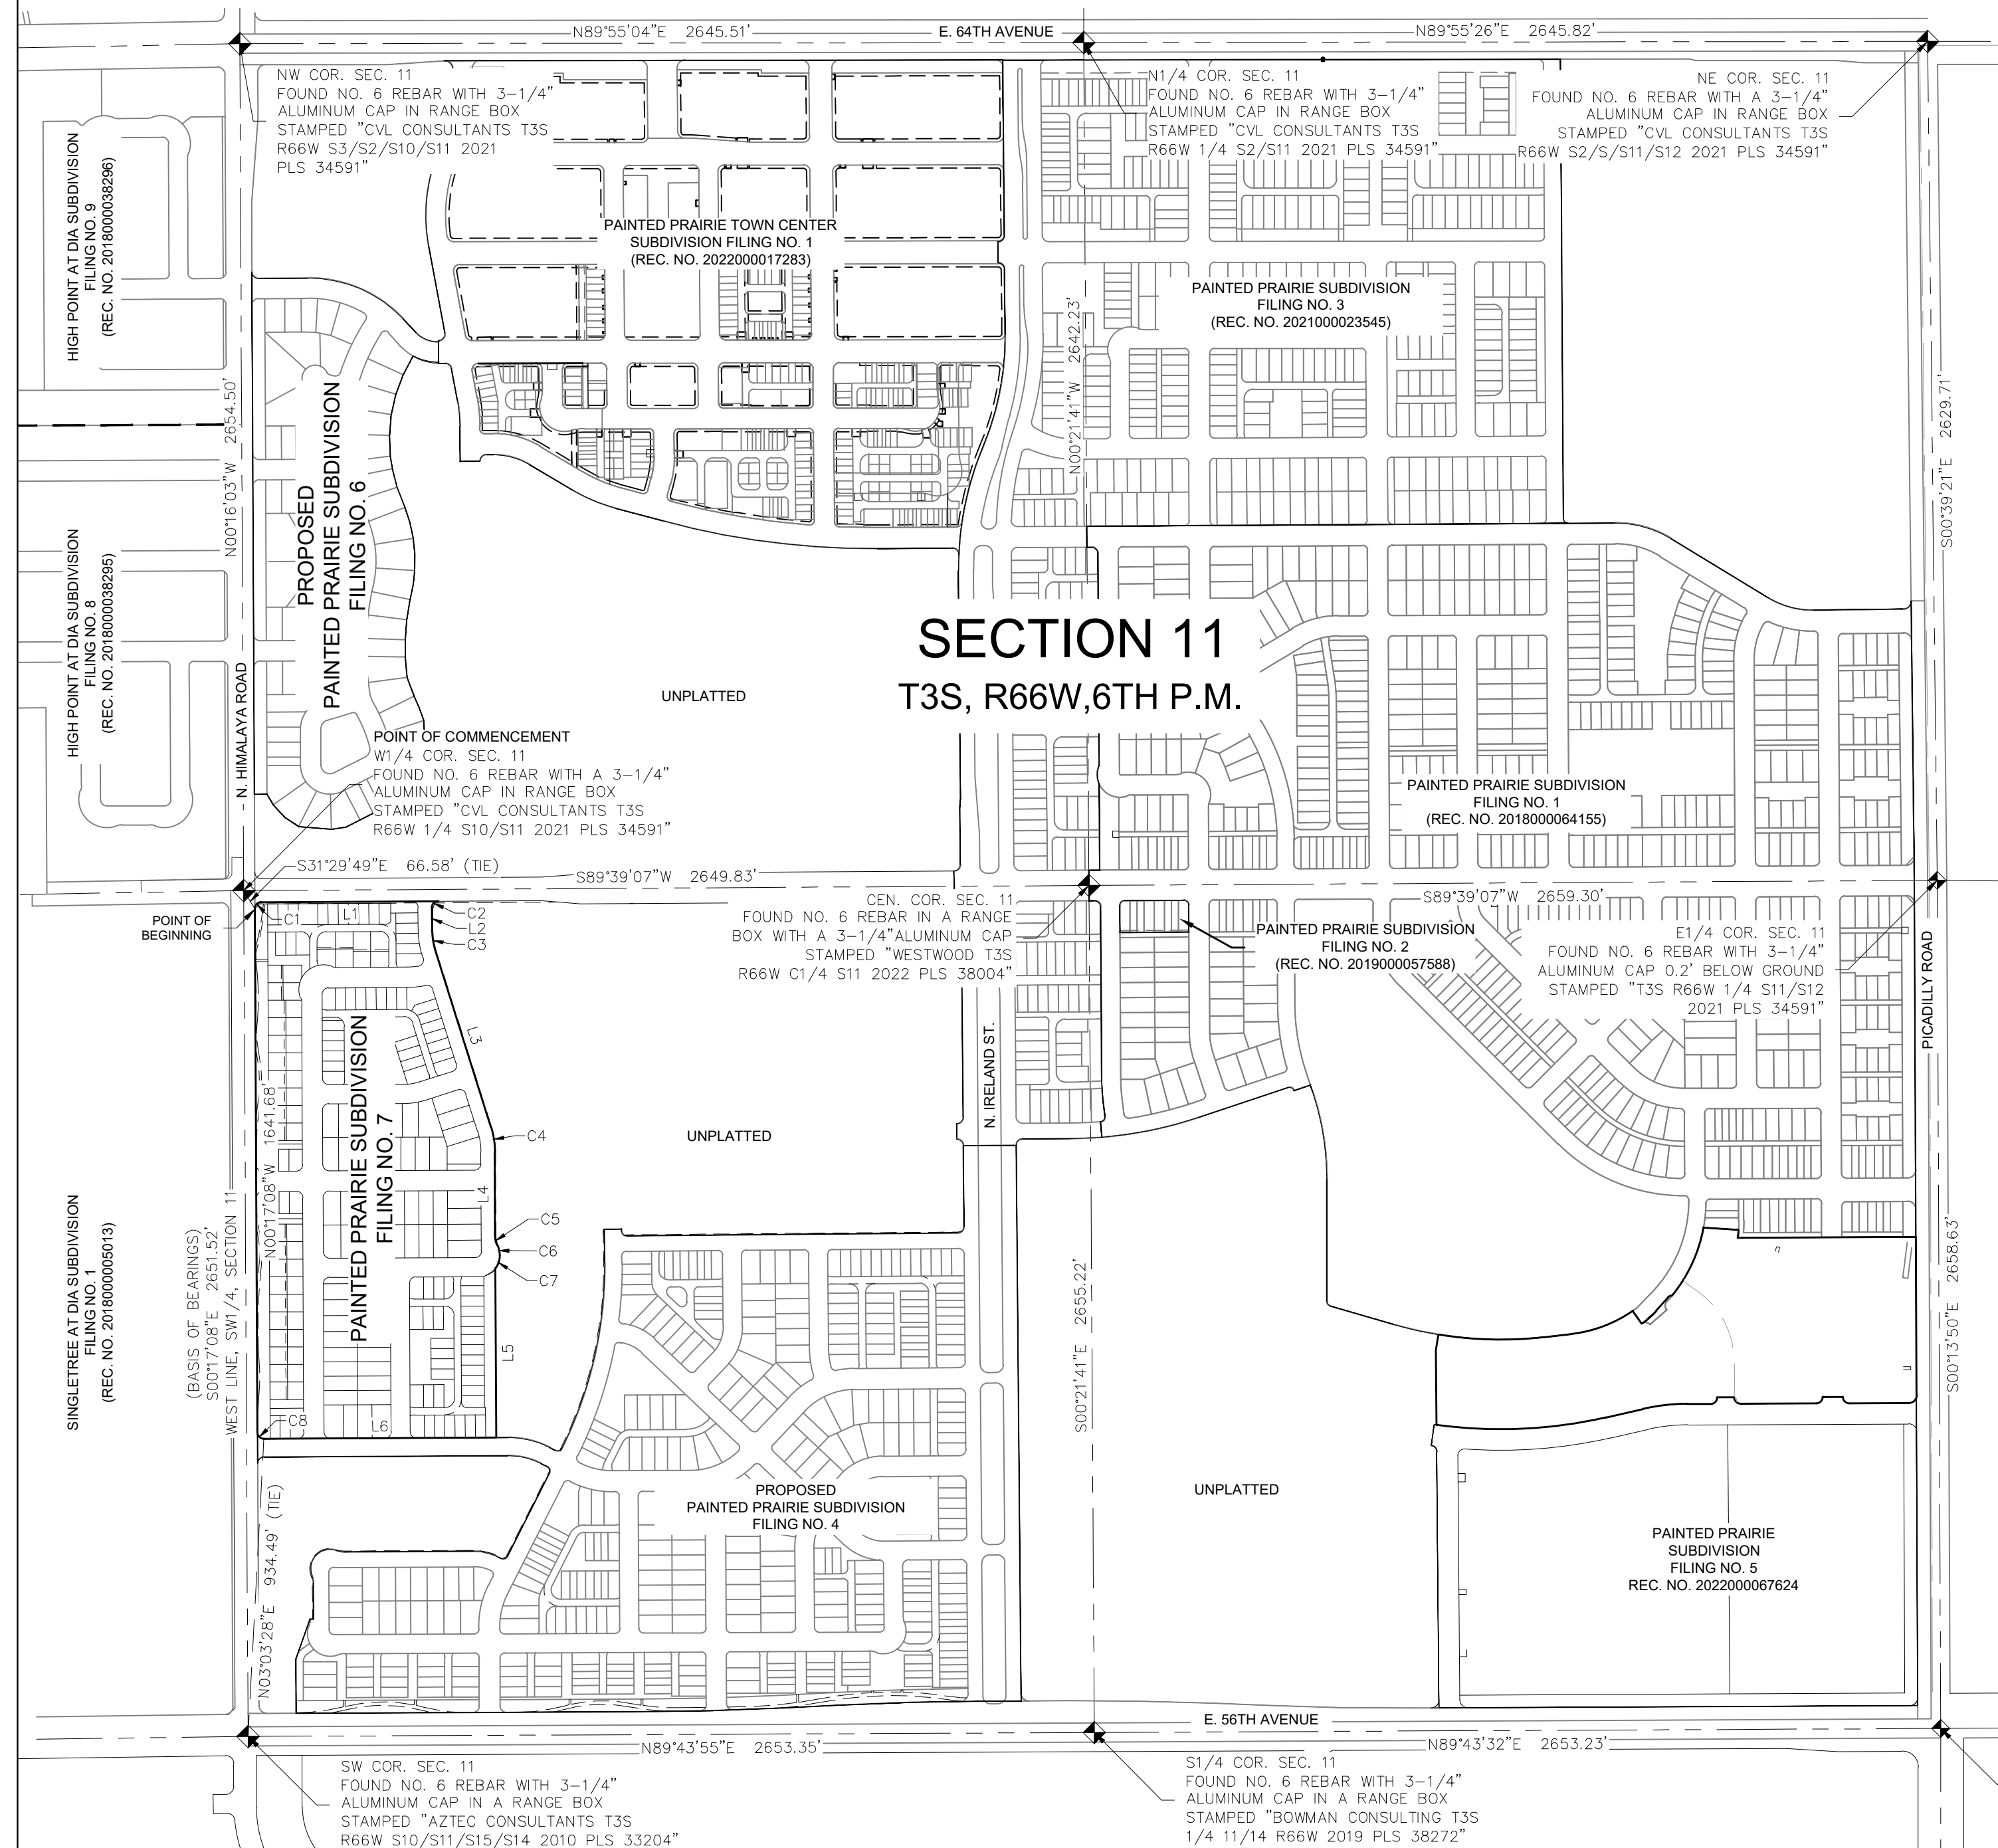 N89°55'04"E 2645.51'
E. 64TH AVENUE
N89°55'26"E 2645.82'
NW COR. SEC. 11
FOUND NO. 6 REBAR WITH 3-1/4"
ALUMINUM CAP IN RANGE BOX
STAMPED "CVL CONSULTANTS T3S
R66W S3/S2/S10/S11 2021
PLS 34591"
N1/4 COR. SEC. 11
FOUND NO. 6 REBAR WITH 3-1/4"
ALUMINUM CAP IN RANGE BOX
STAMPED "CVL CONSULTANTS T3S
R66W 1/4 S2/S11 2021 PLS 34591"
NE COR. SEC. 11
FOUND NO. 6 REBAR WITH A 3-1/4"
ALUMINUM CAP IN RANGE BOX
STAMPED "CVL CONSULTANTS T3S
R66W S2/S/S11/S12 2021 PLS 34591"
HIGH POINT AT DIA SUBDIVISION
FILING NO. 9
(REC. NO. 2018000038296)
PAINTED PRAIRIE TOWN CENTER
SUBDIVISION FILING NO. 1
(REC. NO. 2022000017283)
PAINTED PRAIRIE SUBDIVISION
FILING NO. 3
(REC. NO. 2021000023545)
N00°16'03"W 2654.50'
N00°21'41"W 2642.23'
S00°39'21"E 2629.71'
PROPOSED
PAINTED PRAIRIE SUBDIVISION
FILING NO. 6
HIGH POINT AT DIA SUBDIVISION
FILING NO. 8
(REC. NO. 2018000038295)
N. HIMALAYA ROAD
SECTION 11
T3S, R66W,6TH P.M.
UNPLATTED
POINT OF COMMENCEMENT
W1/4 COR. SEC. 11
FOUND NO. 6 REBAR WITH A 3-1/4"
ALUMINUM CAP IN RANGE BOX
STAMPED "CVL CONSULTANTS T3S
R66W 1/4 S10/S11 2021 PLS 34591"
PAINTED PRAIRIE SUBDIVISION
FILING NO. 1
(REC. NO. 2018000064155)
S31°29'49"E 66.58' (TIE)
S89°39'07"W 2649.83'
S89°39'07"W 2659.30'
POINT OF
BEGINNING
C1
L1
C2
L2
C3
CEN. COR. SEC. 11
FOUND NO. 6 REBAR IN A RANGE
BOX WITH A 3-1/4"ALUMINUM CAP
STAMPED "WESTWOOD T3S
R66W C1/4 S11 2022 PLS 38004"
PAINTED PRAIRIE SUBDIVISION
FILING NO. 2
(REC. NO. 2019000057588)
E1/4 COR. SEC. 11
FOUND NO. 6 REBAR WITH 3-1/4"
ALUMINUM CAP 0.2' BELOW GROUND
STAMPED "T3S R66W 1/4 S11/S12
2021 PLS 34591"
PICADILLY ROAD
L3
N. IRELAND ST.
PAINTED PRAIRIE SUBDIVISION
FILING NO. 7
N00°17'08"W 1641.68'
UNPLATTED
C4
L4
C5
C6
C7
L5
L6
C8
SINGLETREE AT DIA SUBDIVISION
FILING NO. 1
(REC. NO. 2018000005013)
(BASIS OF BEARINGS)
S00°17'08"E 2651.52'
WEST LINE, SW1/4, SECTION 11
S00°21'41"E 2655.22'
S00°13'50"E 2658.63'
N03°03'28"E 934.49' (TIE)
PROPOSED
PAINTED PRAIRIE SUBDIVISION
FILING NO. 4
UNPLATTED
PAINTED PRAIRIE
SUBDIVISION
FILING NO. 5
REC. NO. 2022000067624
E. 56TH AVENUE
N89°43'55"E 2653.35'
N89°43'32"E 2653.23'
SW COR. SEC. 11
FOUND NO. 6 REBAR WITH 3-1/4"
ALUMINUM CAP IN A RANGE BOX
STAMPED "AZTEC CONSULTANTS T3S
R66W S10/S11/S15/S14 2010 PLS 33204"
S1/4 COR. SEC. 11
FOUND NO. 6 REBAR WITH 3-1/4"
ALUMINUM CAP IN A RANGE BOX
STAMPED "BOWMAN CONSULTING T3S
1/4 11/14 R66W 2019 PLS 38272"